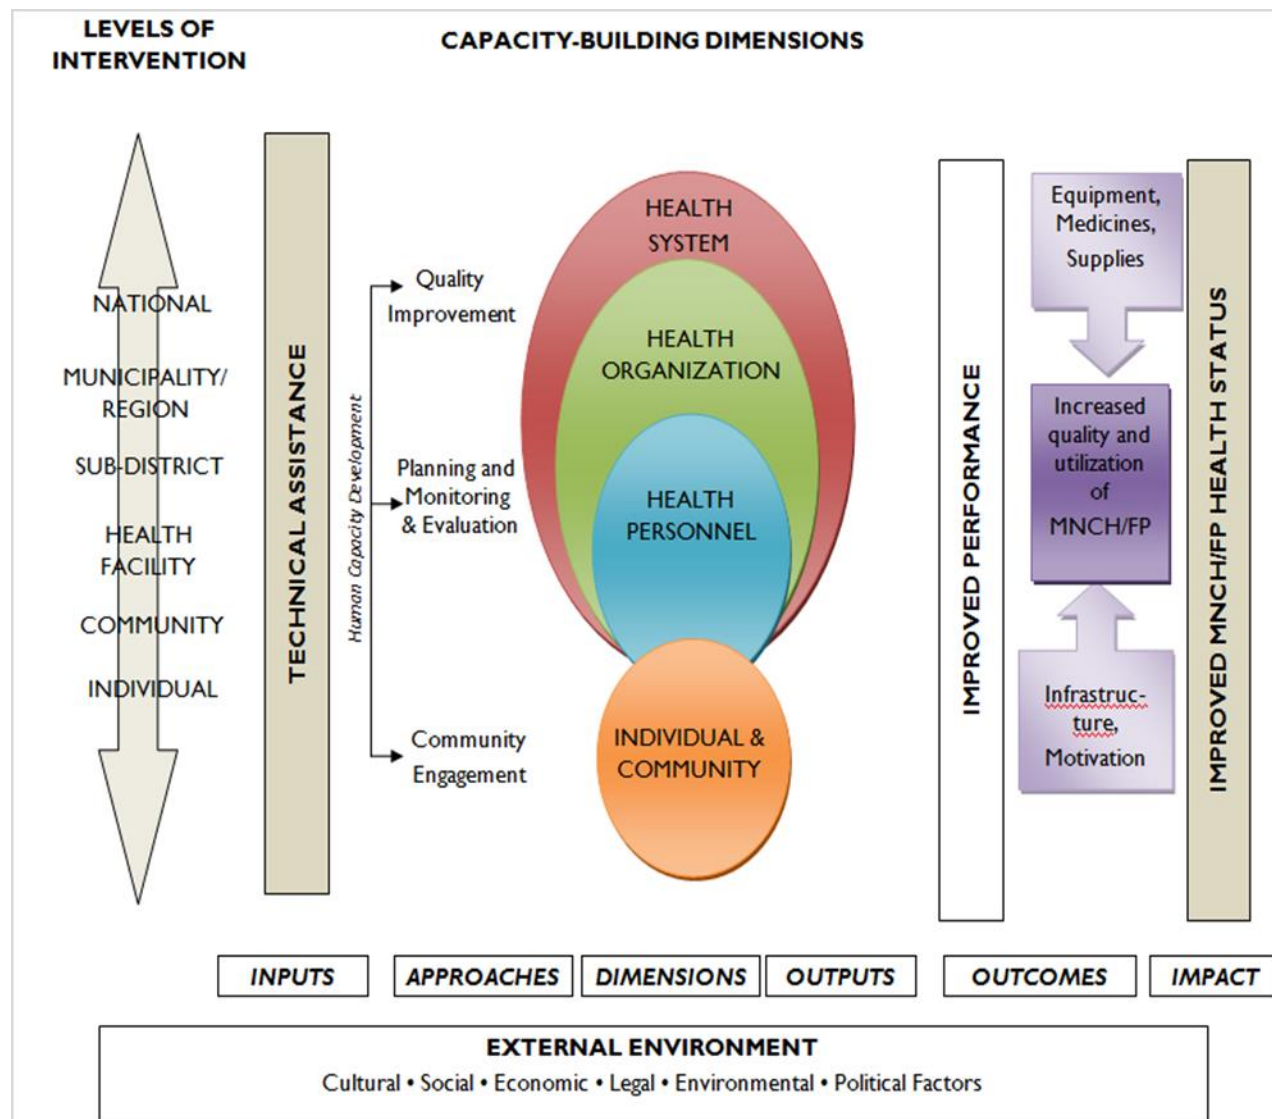 LEVELS OF
INTERVENTION
CAPACITY-BUILDING DIMENSIONS
NATIONAL
MUNICIPALITY/
REGION
SUB-DISTRICT
HEALTH
FACILITY
COMMUNITY
INDIVIDUAL
TECHNICAL ASSISTANCE
Human Capacity Development
Quality
Improvement
Planning and
Monitoring
& Evaluation
Community
Engagement
HEALTH
SYSTEM
HEALTH
ORGANIZATION
HEALTH
PERSONNEL
INDIVIDUAL &
COMMUNITY
IMPROVED PERFORMANCE
Equipment,
Medicines,
Supplies
Increased
quality and
utilization
of
MNCH/FP
Infrastruc-
ture,
Motivation
IMPROVED MNCH/FP HEALTH STATUS
INPUTS
APPROACHES
DIMENSIONS
OUTPUTS
OUTCOMES
IMPACT
EXTERNAL ENVIRONMENT
Cultural • Social • Economic • Legal • Environmental • Political Factors